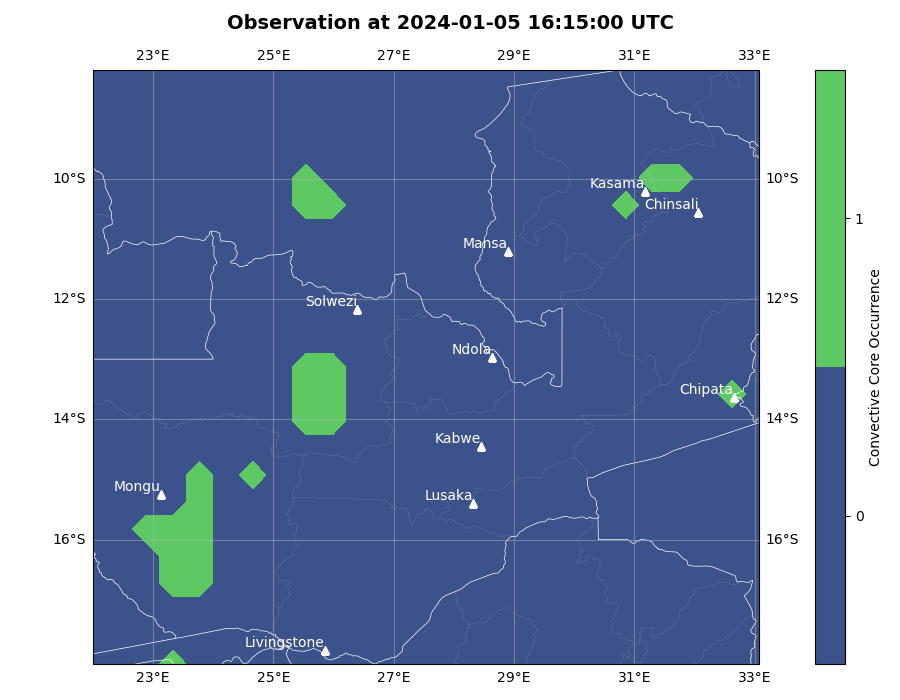 Observation at 2024-01-05 16:15:00 UTC
23°E 25°E 27°E 29°E 31°E 33°E
10°S 10°S
Kasama
Chinsali
1
Mansa
12°S 12°S
Solwezi
Ndola
Convective Core Occurrence
Chipata
14°S 14°S
Kabwe
Mongu
Lusaka
0
16°S 16°S
Livingstone
23°E 25°E 27°E 29°E 31°E 33°E